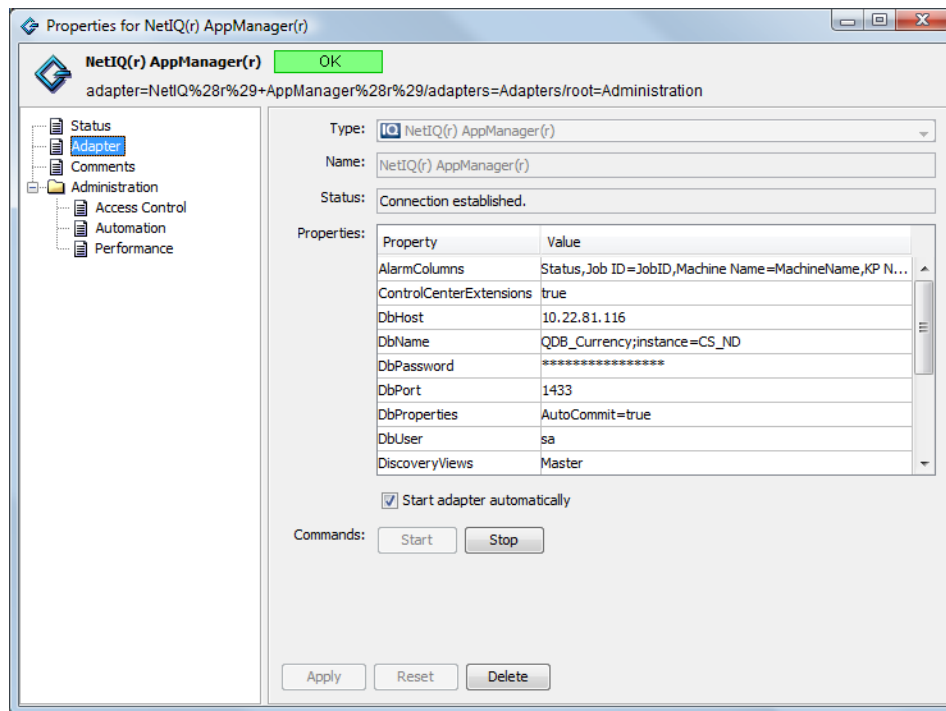 Properties for NetIQ(r) AppManager(r)
NetIQ(r) AppManager(r) OK
adapter=NetIQ%28r%29+AppManager%28r%29/adapters=Adapters/root=Administration
Status
Adapter
Comments
Administration
Access Control
Automation
Performance
Type: IQ NetIQ(r) AppManager(r)
Name: NetIQ(r) AppManager(r)
Status: Connection established.
Properties:
Property Value
AlarmColumns Status,Job ID=JobID,Machine Name=MachineName,KP N...
ControlCenterExtensions true
DbHost 10.22.81.116
DbName QDB_Currency;instance=CS_ND
DbPassword ****************
DbPort 1433
DbProperties AutoCommit=true
DbUser sa
DiscoveryViews Master
Start adapter automatically
Commands: Start Stop
Apply Reset Delete